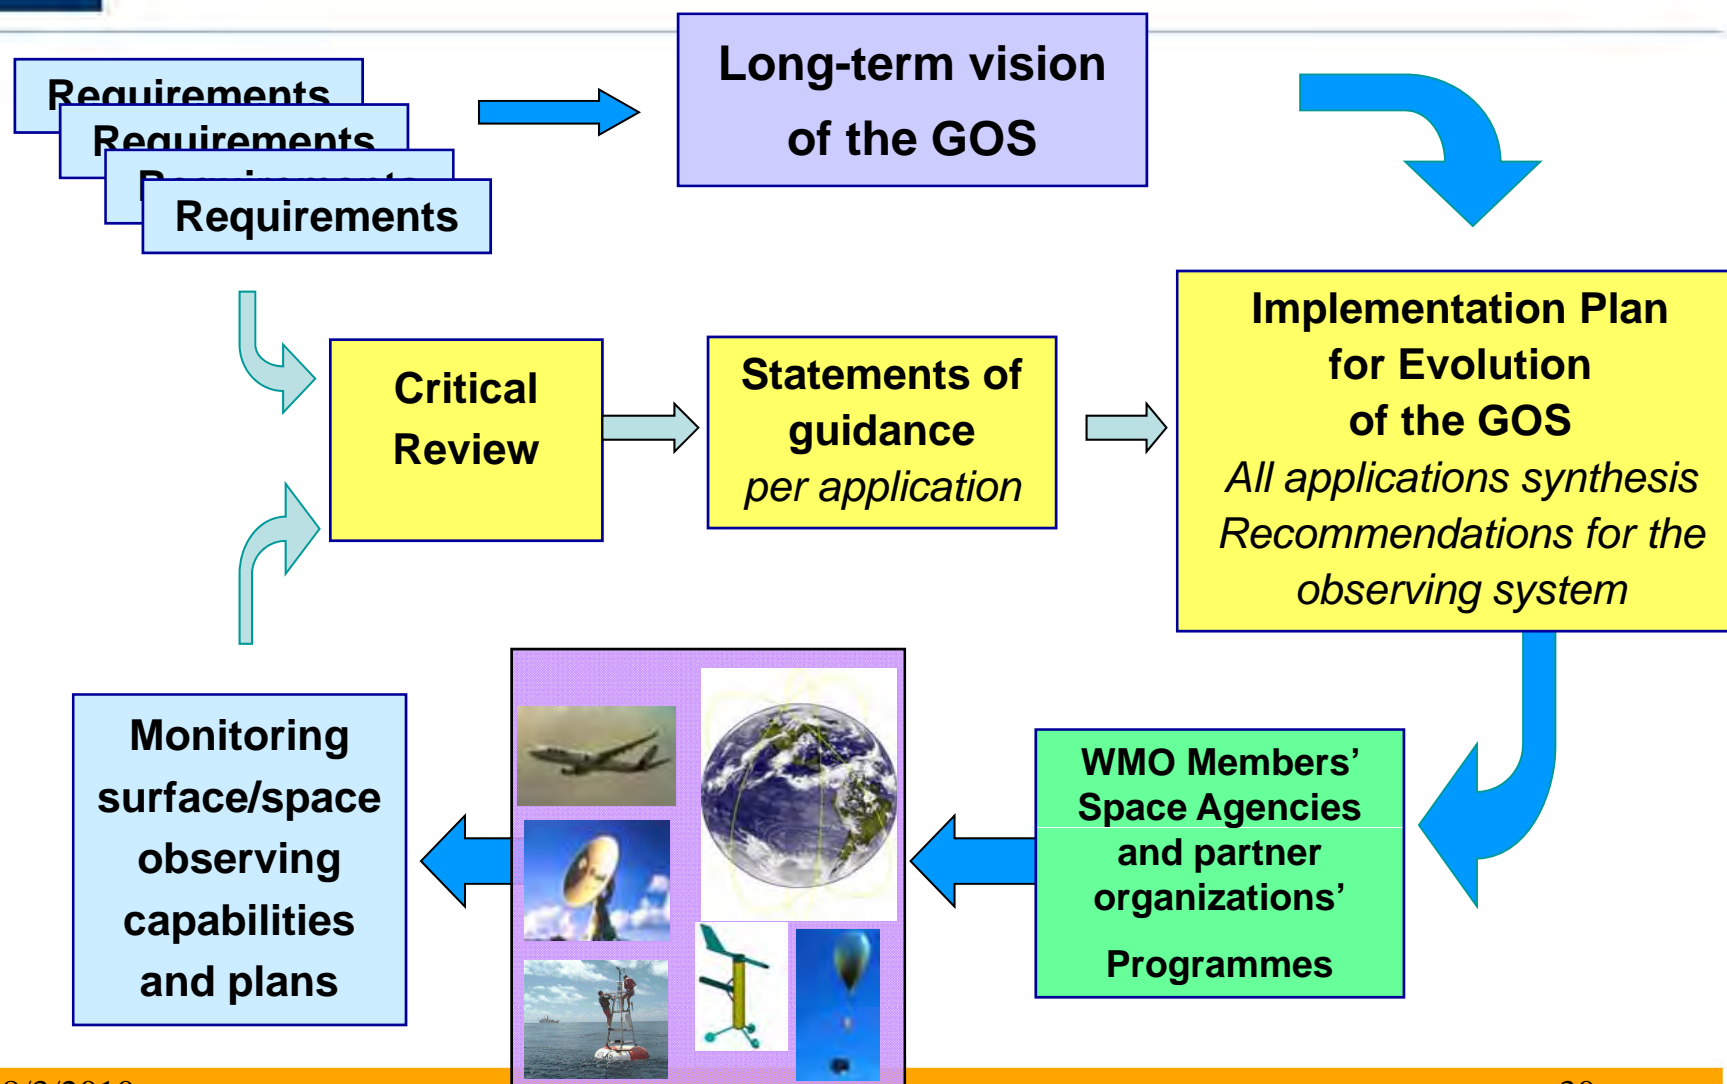 Requirements
Requirements
Requirements
Requirements
Long-term vision
of the GOS
Critical
Review
Statements of
guidance
per application
Implementation Plan
for Evolution
of the GOS
All applications synthesis
Recommendations for the
observing system
Monitoring
surface/space
observing
capabilities
and plans
WMO Members’
Space Agencies
and partner
organizations’
Programmes